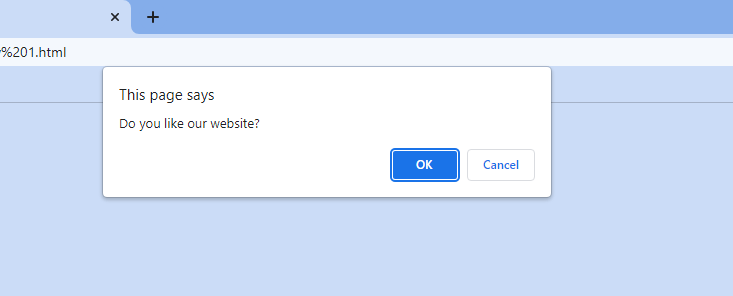 %201.html
This page says
Do you like our website?
OK
Cancel